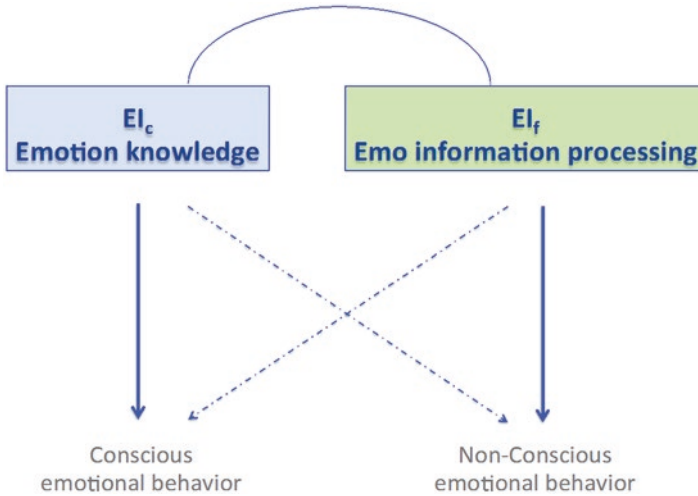 EIc
Emotion knowledge
EIf
Emo information processing
Conscious
emotional behavior
Non-Conscious
emotional behavior